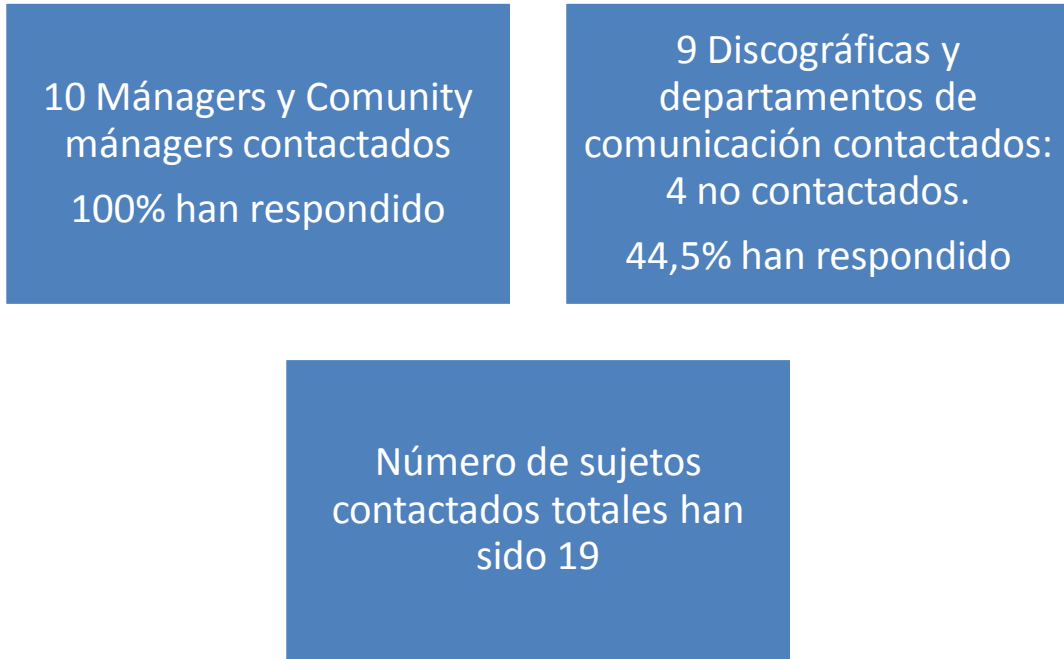 10 Mánagers y Comunity
mánagers contactados
100% han respondido
9 Discográficas y
departamentos de
comunicación contactados:
4 no contactados.
44,5% han respondido
Número de sujetos
contactados totales han
sido 19